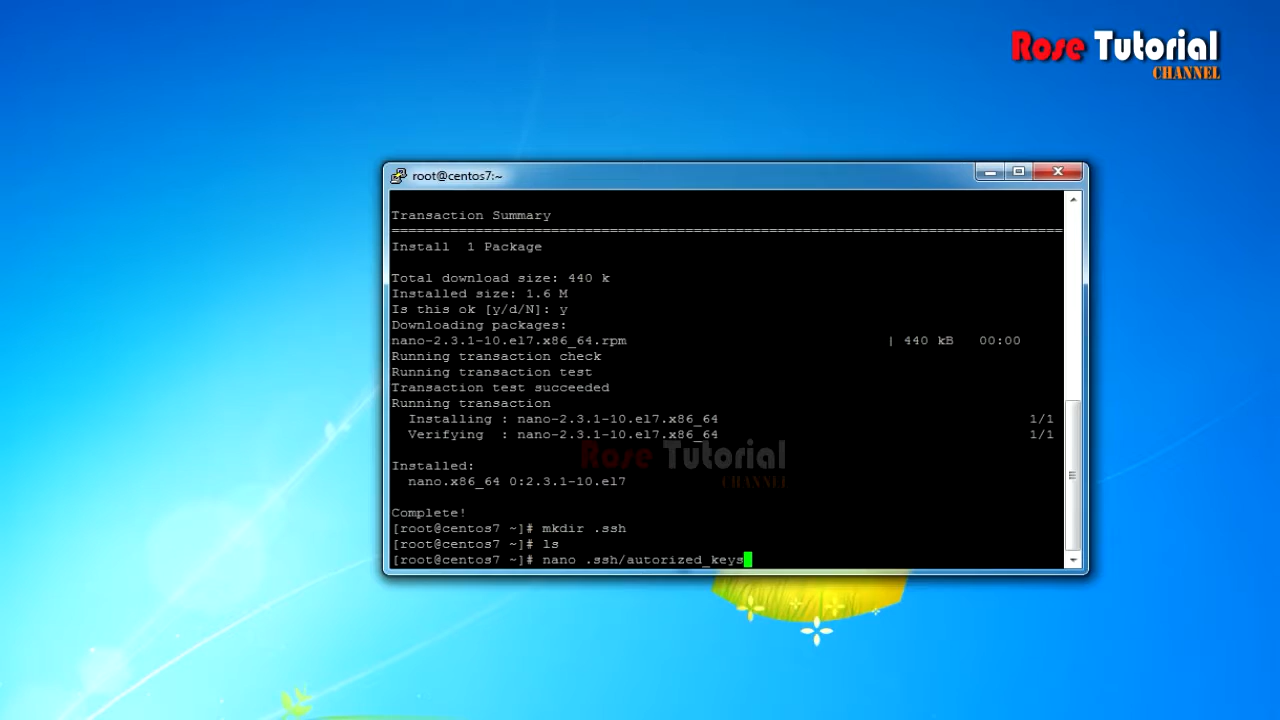 Rose Tutorial
CHANNEL
root@centos7:~
Transaction Summary
================================================================================
Install  1 Package
Total download size: 440 k
Installed size: 1.6 M
Is this ok [y/d/N]: y
Downloading packages:
nano-2.3.1-10.el7.x86_64.rpm | 440 kB 00:00
Running transaction check
Running transaction test
Transaction test succeeded
Running transaction
Installing : nano-2.3.1-10.el7.x86_64 1/1
Verifying : nano-2.3.1-10.el7.x86_64 1/1
Rose Tutorial
CHANNEL
Installed:
nano.x86_64 0:2.3.1-10.el7
Complete!
[root@centos7 ~]# mkdir .ssh
[root@centos7 ~]# ls
[root@centos7 ~]# nano .ssh/autorized_keys